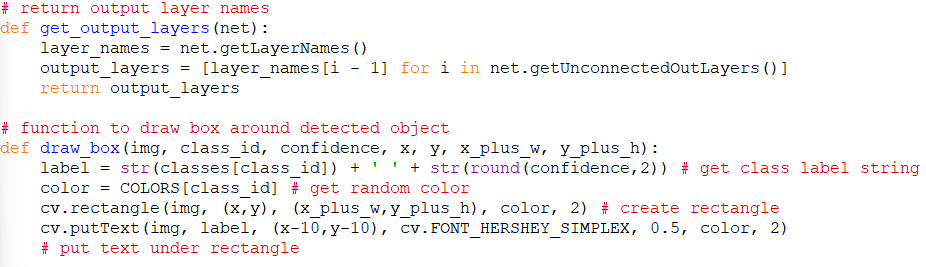 # return output layer names
def get_output_layers(net):
    layer_names = net.getLayerNames()
    output_layers = [layer_names[i - 1] for i in net.getUnconnectedOutLayers()]
    return output_layers

# function to draw box around detected object
def draw_box(img, class_id, confidence, x, y, x_plus_w, y_plus_h):
    label = str(classes[class_id]) + ' ' + str(round(confidence,2)) # get class label string
    color = COLORS[class_id] # get random color
    cv.rectangle(img, (x,y), (x_plus_w,y_plus_h), color, 2) # create rectangle
    cv.putText(img, label, (x-10,y-10), cv.FONT_HERSHEY_SIMPLEX, 0.5, color, 2)
    # put text under rectangle